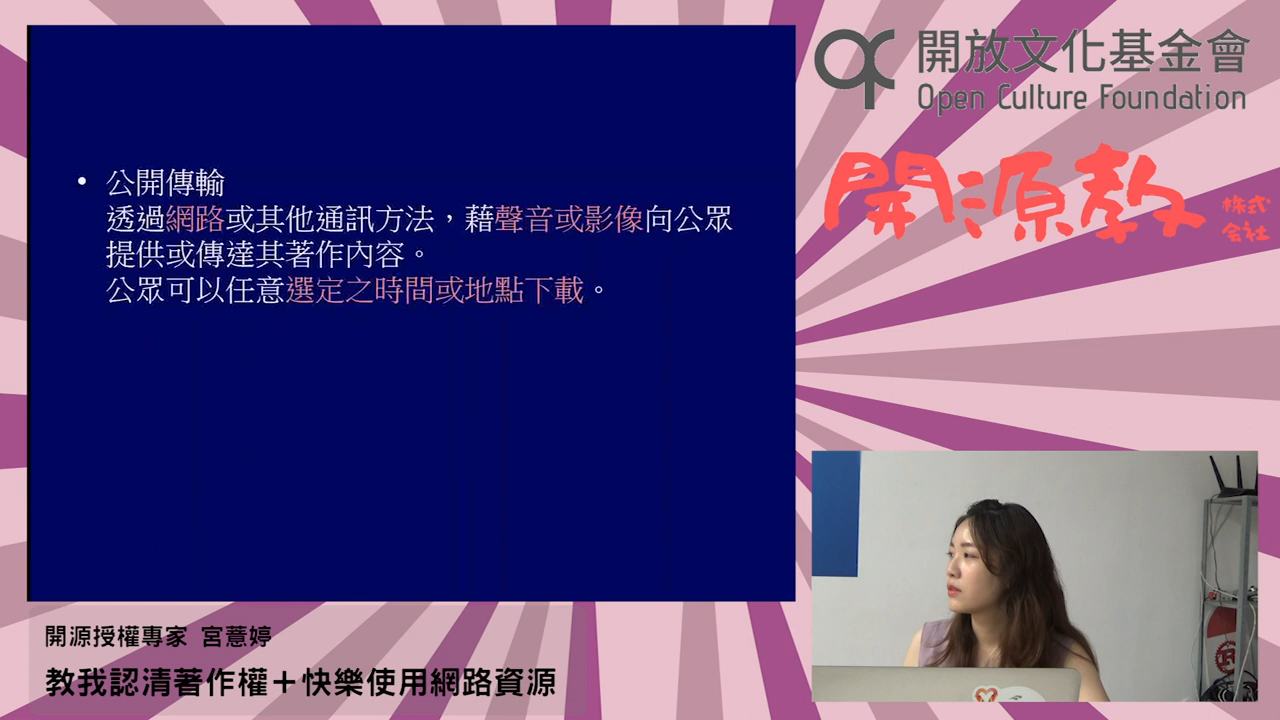 • 公開傳輸
透過網路或其他通訊方法，藉聲音或影像向公眾
提供或傳達其著作內容。
公眾可以任意選定之時間或地點下載。
開放文化基金會
Open Culture Foundation
開源教
株式
会社
開源授權專家 宮薏婷
教我認清著作權＋快樂使用網路資源